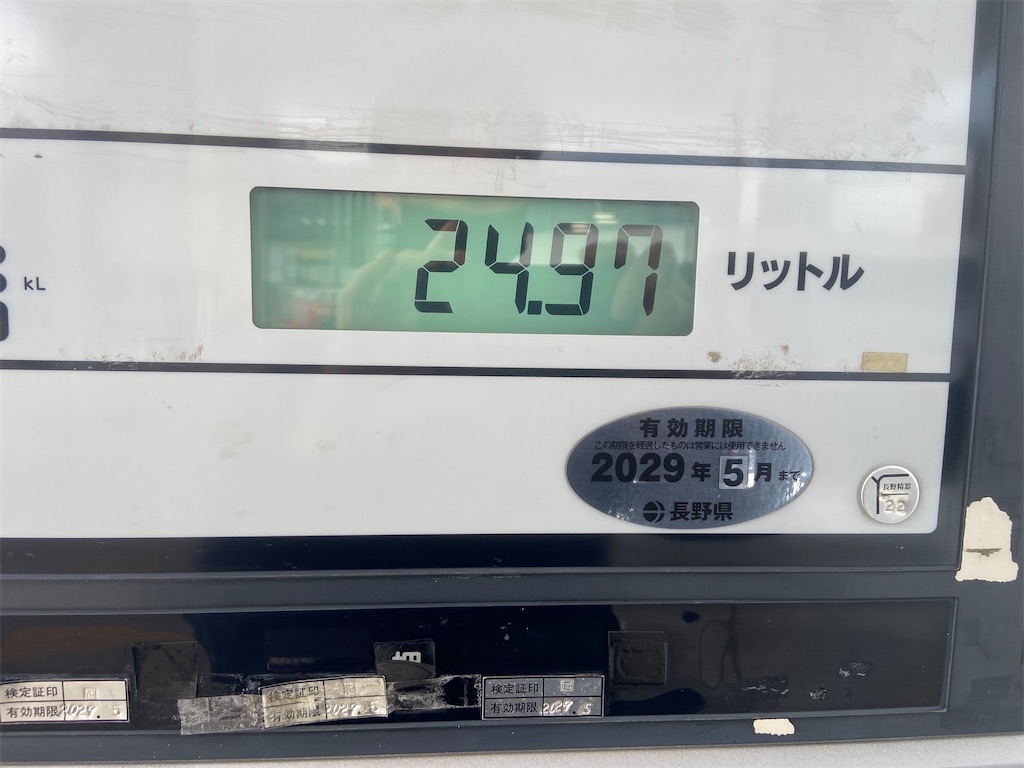 kL
24.97 リットル
有効期限
この期限を経過したものは営業には使用できません
2029年5月まで
長野県
長野精器
22
検定証印
有効期限 2029.5
検定証印
有効期限 2029.5
検定証印
有効期限 2029.5